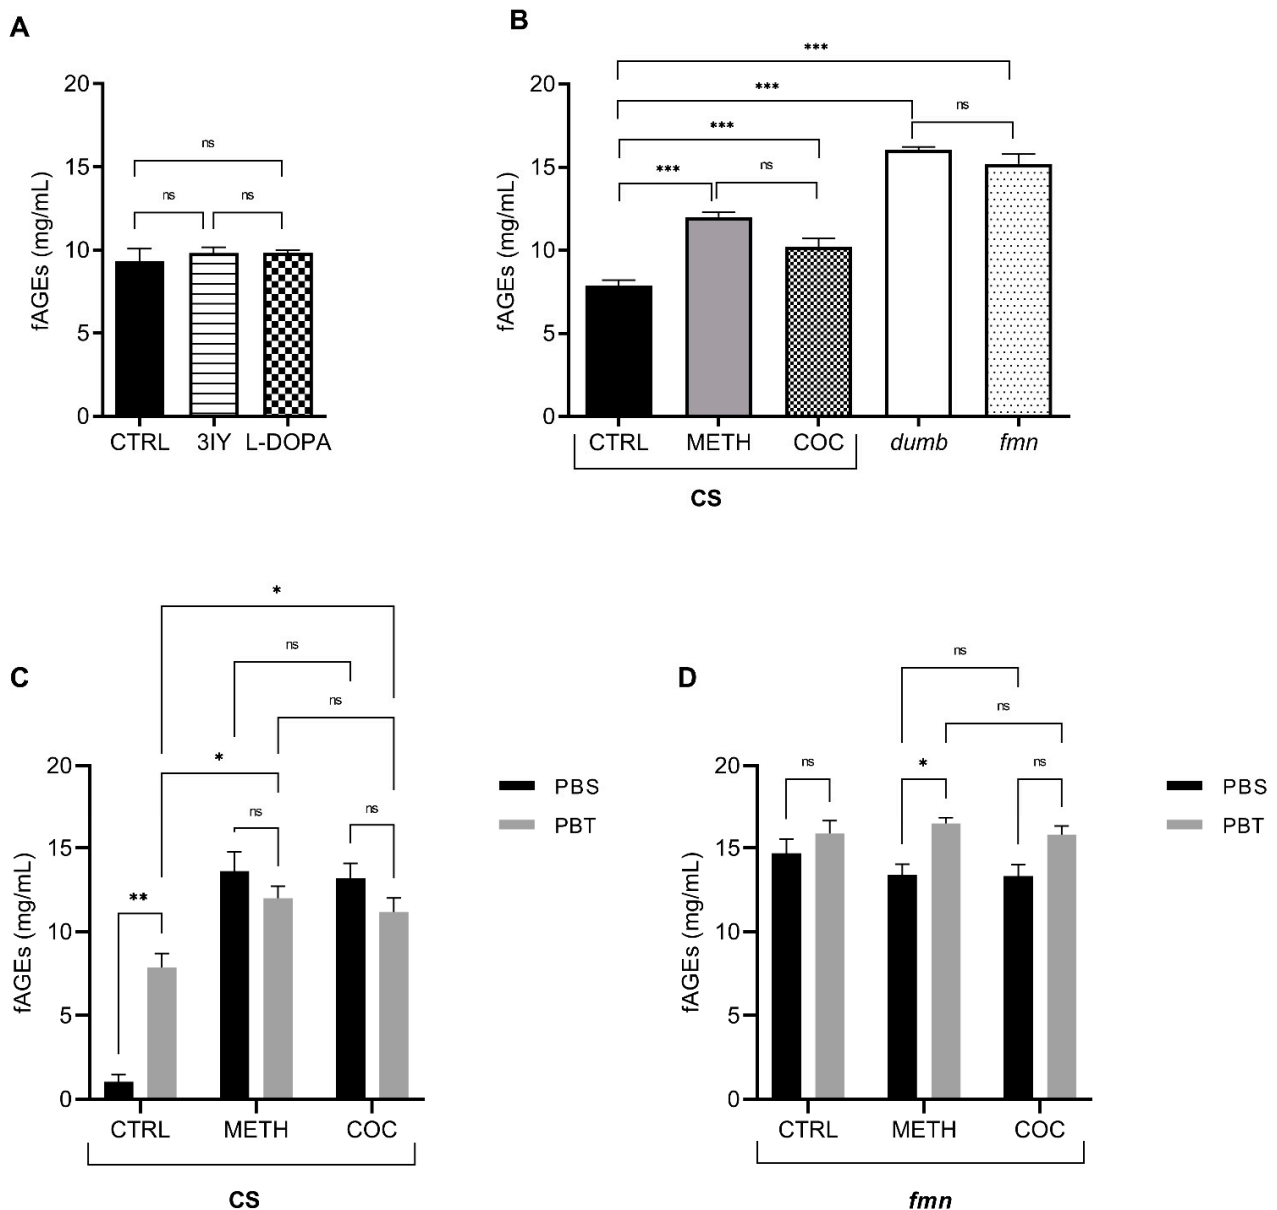 A
fAGEs (mg/mL)
20
15
10
5
0
ns
ns
ns
CTRL 3IY L-DOPA
B
fAGEs (mg/mL)
20
15
10
5
0
***
***
ns
***
***
ns
CTRL METH COC dumb fmn
CS
C
fAGEs (mg/mL)
20
15
10
5
0
*
ns
ns
*
ns
ns
**
CTRL METH COC
CS
PBS
PBT
D
fAGEs (mg/mL)
20
15
10
5
0
ns
ns
ns
*
ns
CTRL METH COC
fmn
PBS
PBT